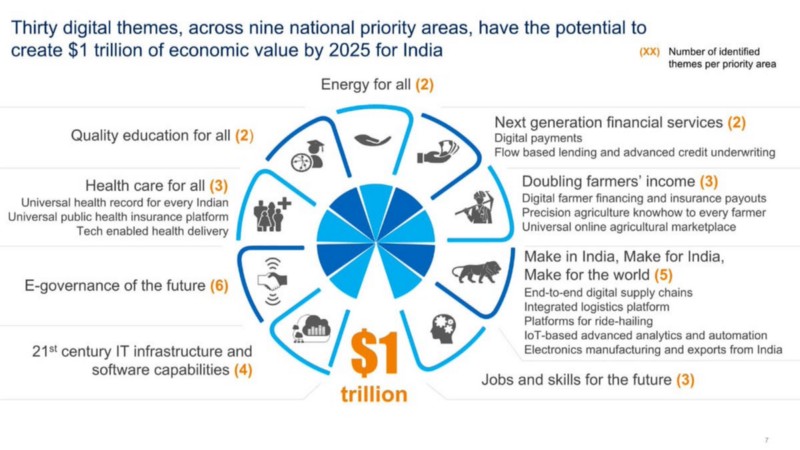 Thirty digital themes, across nine national priority areas, have the potential to
create $1 trillion of economic value by 2025 for India
(XX) Number of identified
themes per priority area
Energy for all (2)
Next generation financial services (2)
Digital payments
Flow based lending and advanced credit underwriting
Doubling farmers' income (3)
Digital farmer financing and insurance payouts
Precision agriculture knowhow to every farmer
Universal online agricultural marketplace
Make in India, Make for India,
Make for the world (5)
End-to-end digital supply chains
Integrated logistics platform
Platforms for ride-hailing
IoT-based advanced analytics and automation
Electronics manufacturing and exports from India
Jobs and skills for the future (3)
$1
trillion
21st century IT infrastructure and
software capabilities (4)
E-governance of the future (6)
Health care for all (3)
Universal health record for every Indian
Universal public health insurance platform
Tech enabled health delivery
Quality education for all (2)
7